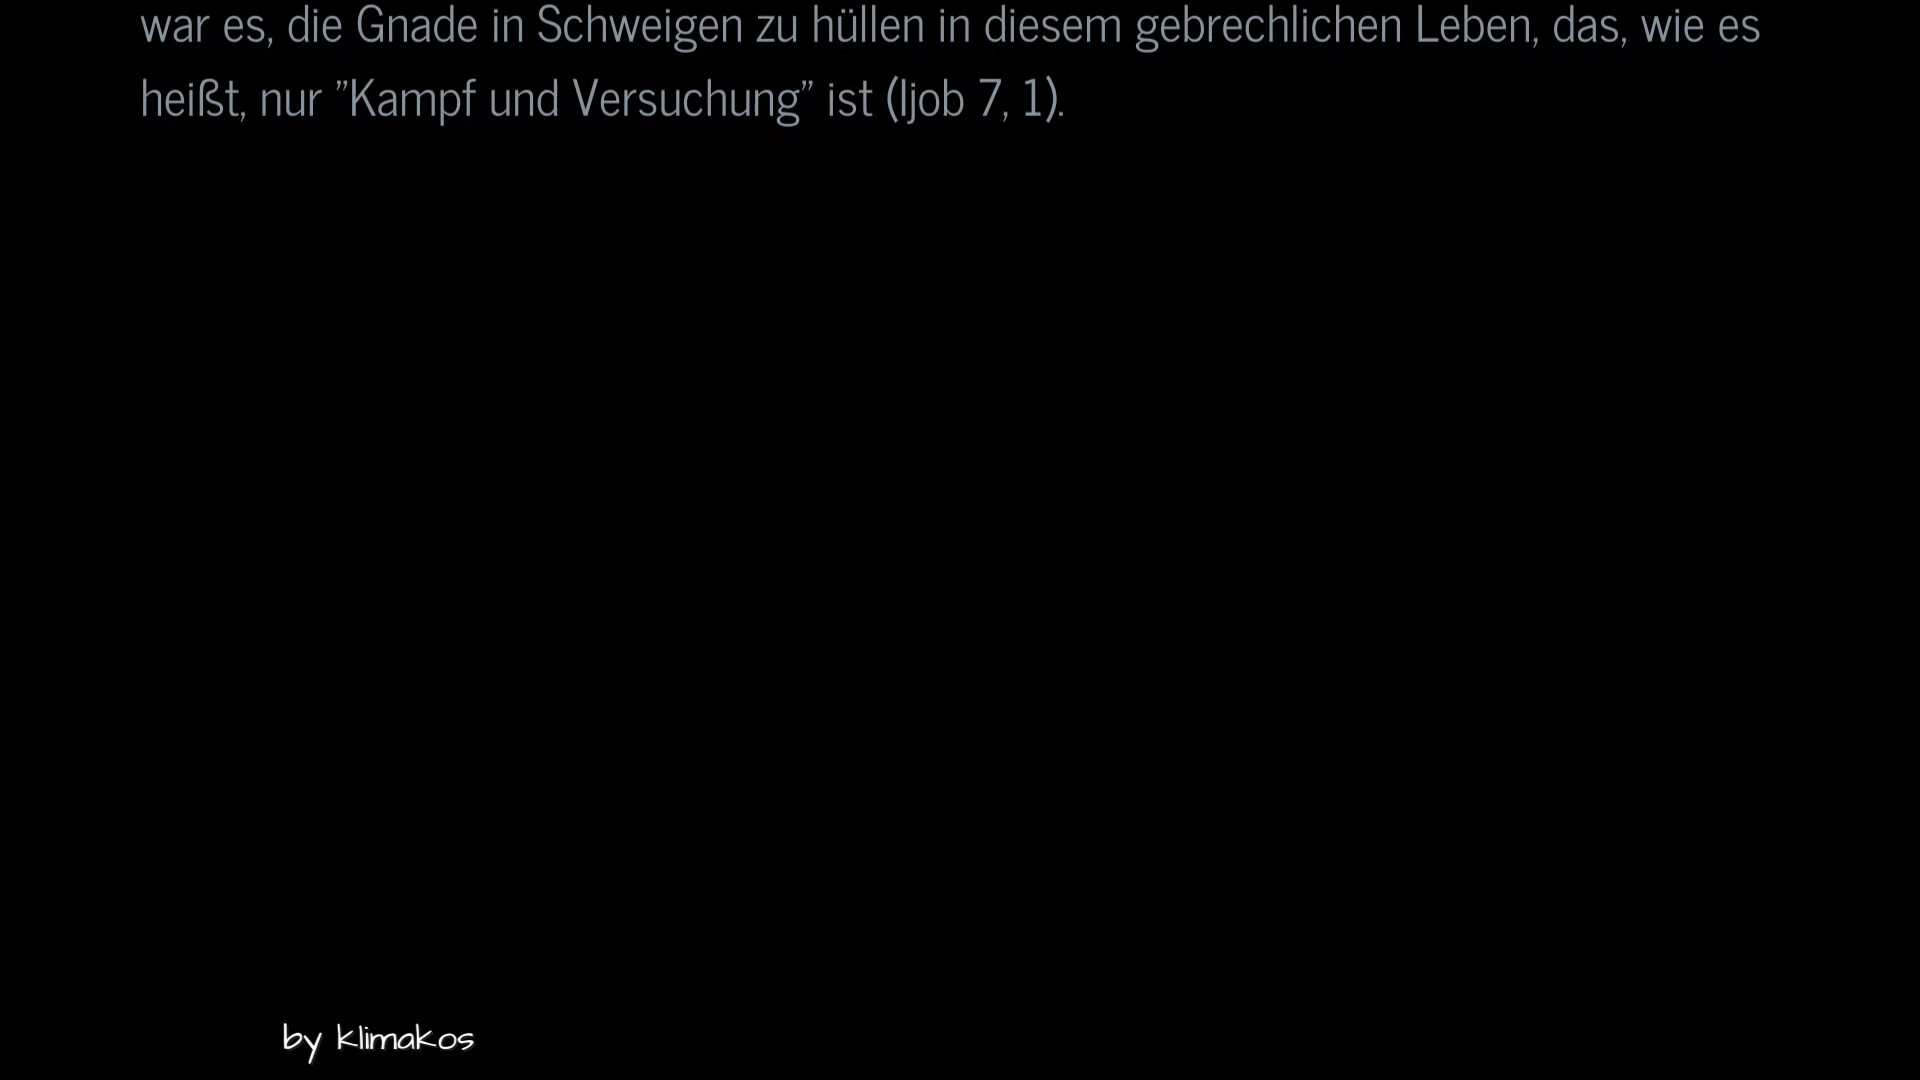 war es, die Gnade in Schweigen zu hüllen in diesem gebrechlichen Leben, das, wie es
heißt, nur ”Kampf und Versuchung” ist (Ijob 7, 1).
by klimakos